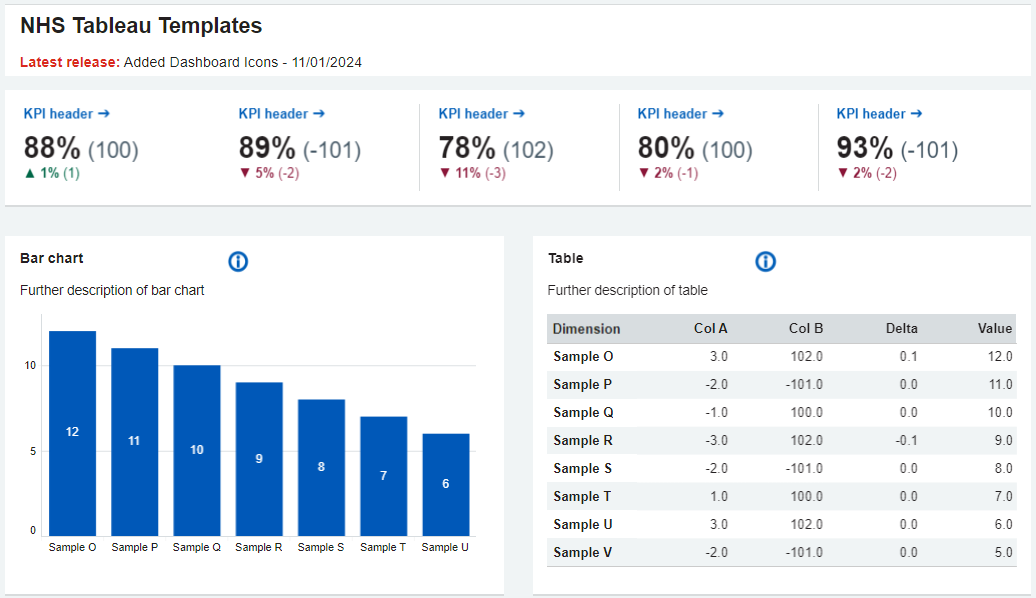 NHS Tableau Templates
Latest release: Added Dashboard Icons - 11/01/2024
KPI header → KPI header → KPI header → KPI header → KPI header →
88% (100) 89% (-101) 78% (102) 80% (100) 93% (-101)
▲ 1% (1) ▼ 5% (-2) ▼ 11% (-3) ▼ 2% (-1) ▼ 2% (-2)
Bar chart
Further description of bar chart
10
5
0
12 11 10 9 8 7 6
Sample O Sample P Sample Q Sample R Sample S Sample T Sample U
Table
Further description of table
Dimension Col A Col B Delta Value
Sample O 3.0 102.0 0.1 12.0
Sample P -2.0 -101.0 0.0 11.0
Sample Q -1.0 100.0 0.0 10.0
Sample R -3.0 102.0 -0.1 9.0
Sample S -2.0 -101.0 0.0 8.0
Sample T 1.0 100.0 0.0 7.0
Sample U 3.0 102.0 0.0 6.0
Sample V -2.0 -101.0 0.0 5.0